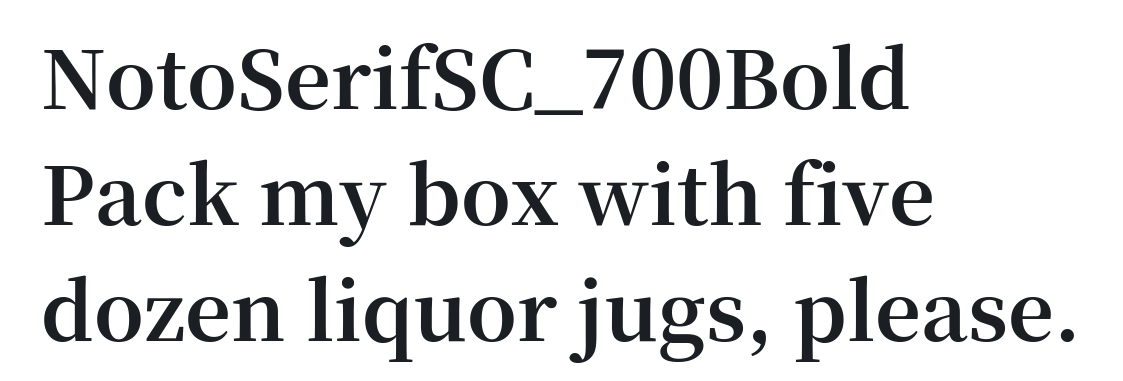 NotoSerifSC_700Bold
Pack my box with five
dozen liquor jugs, please.